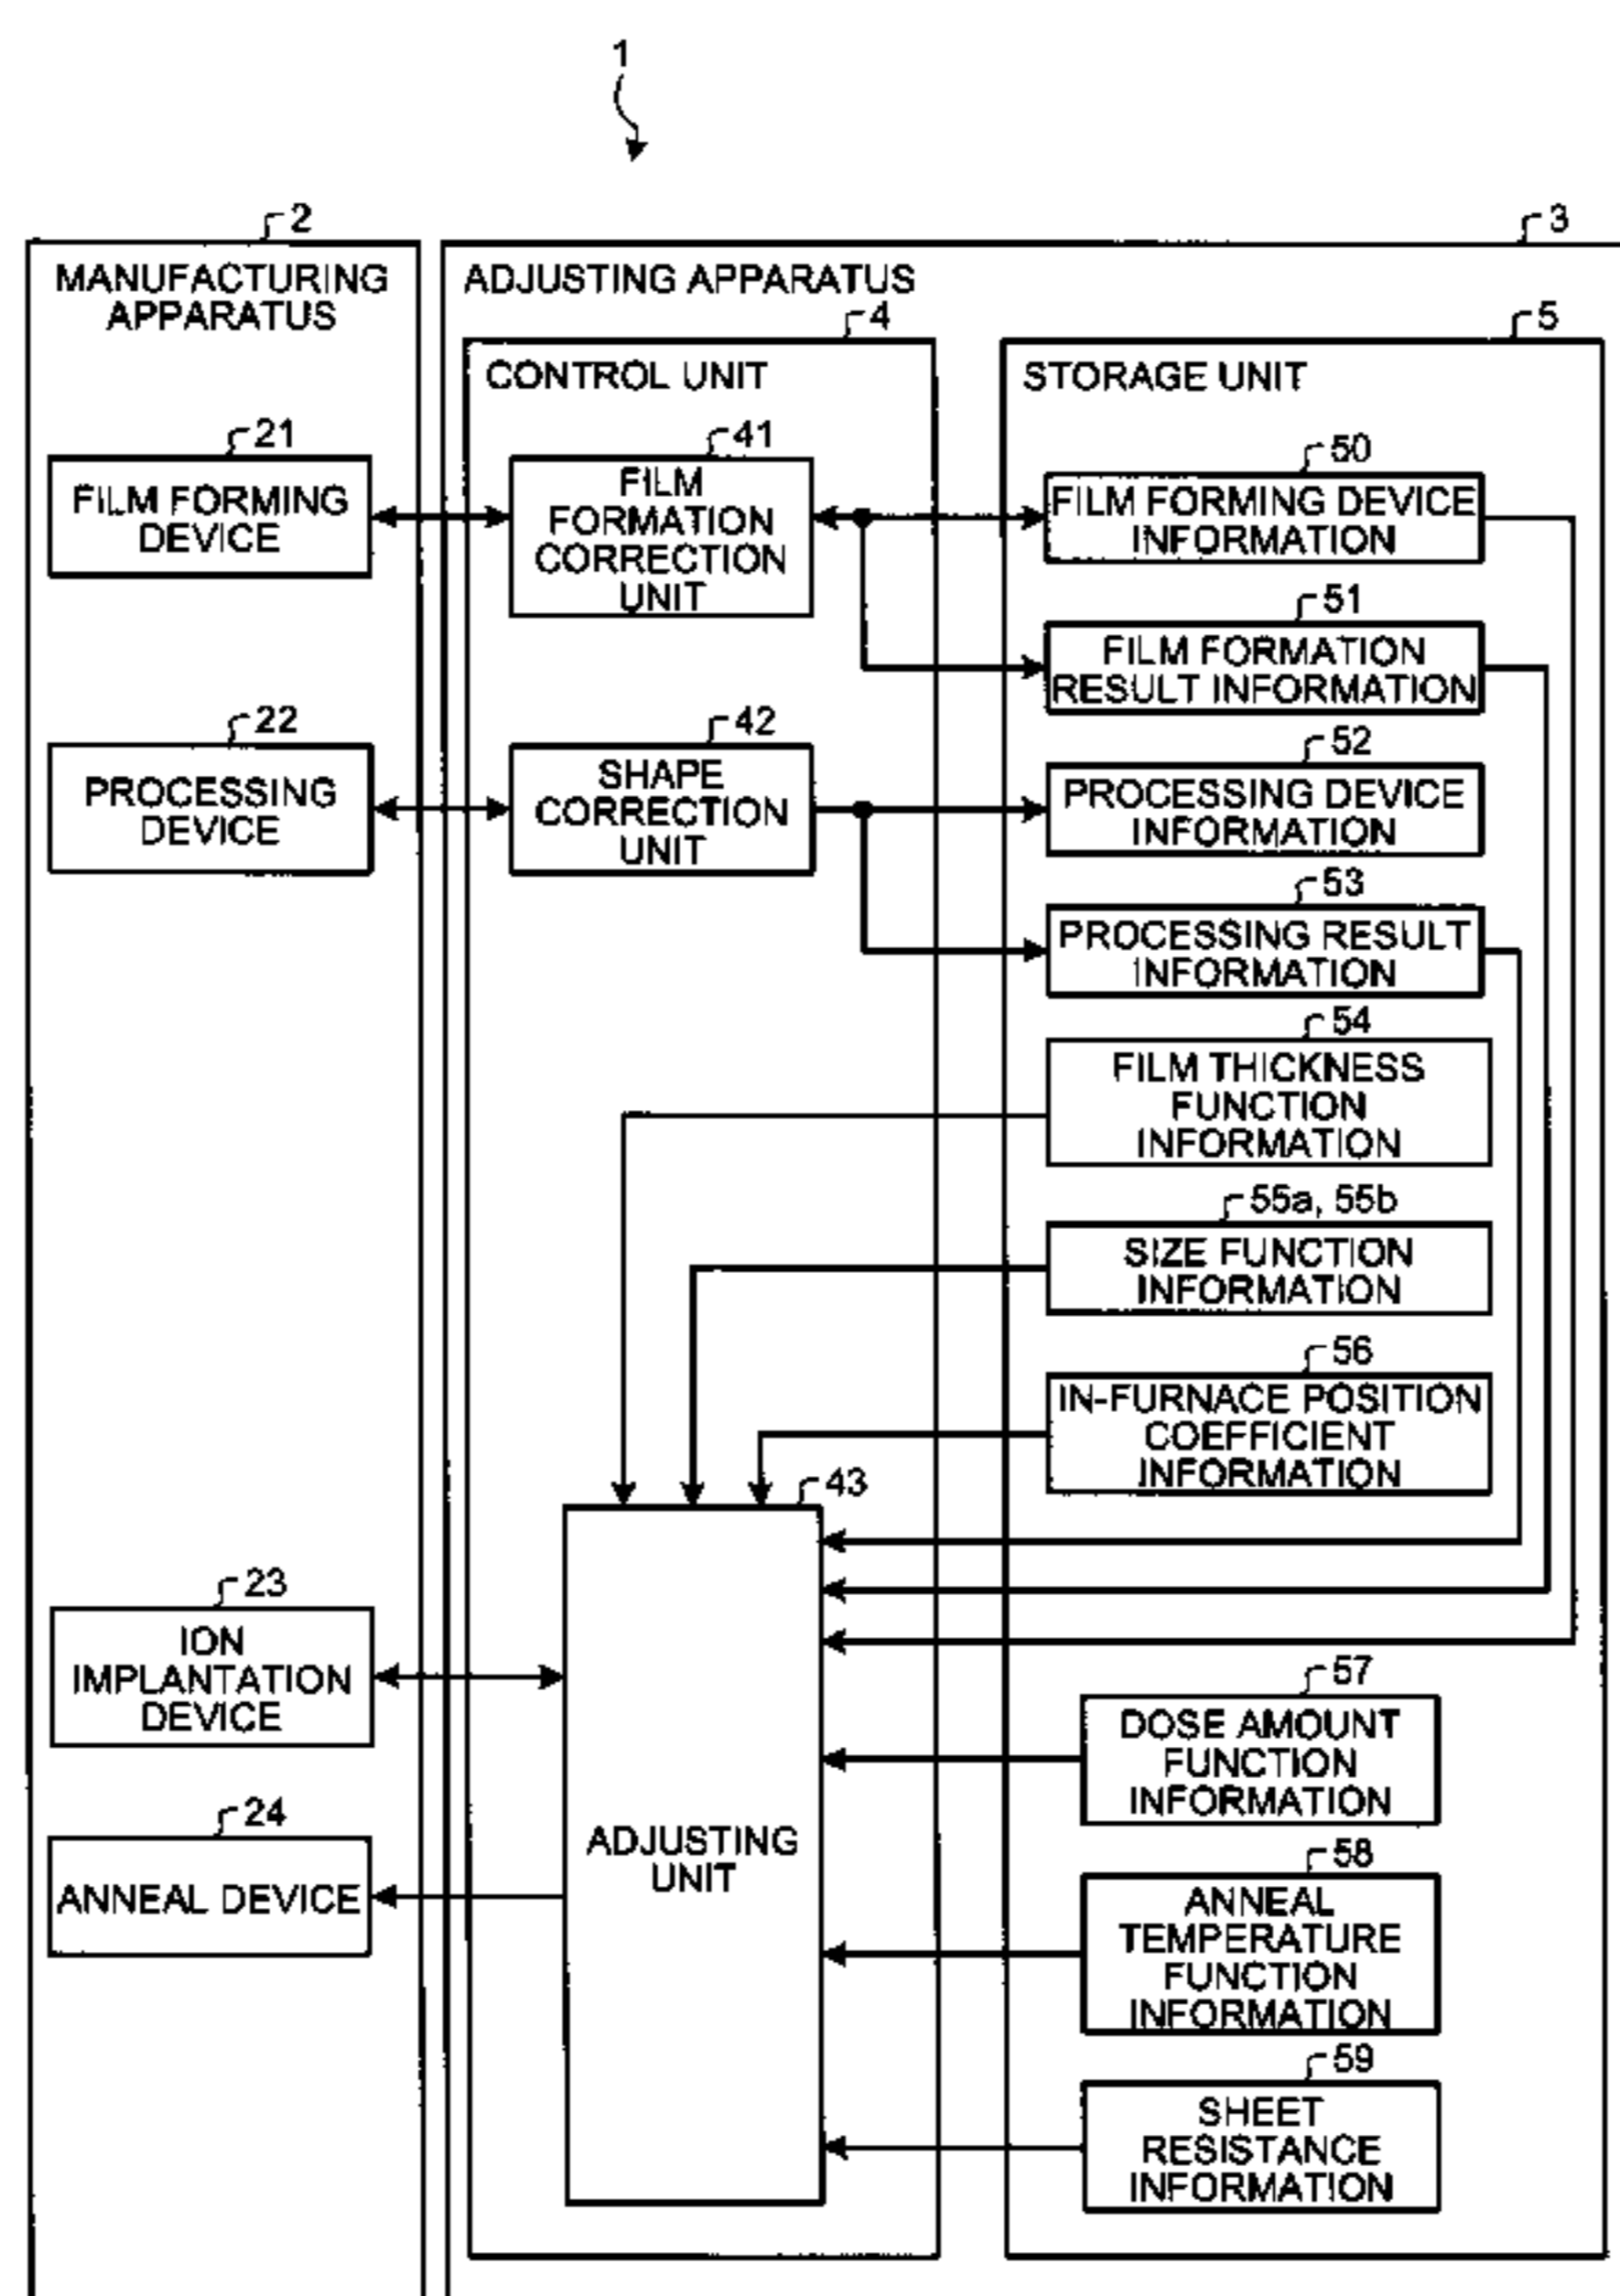 1
2
MANUFACTURING
APPARATUS
21
FILM FORMING
DEVICE
22
PROCESSING
DEVICE
23
ION
IMPLANTATION
DEVICE
24
ANNEAL DEVICE
3
ADJUSTING APPARATUS
4
CONTROL UNIT
41
FILM
FORMATION
CORRECTION
UNIT
42
SHAPE
CORRECTION
UNIT
43
ADJUSTING
UNIT
5
STORAGE UNIT
50
FILM FORMING DEVICE
INFORMATION
51
FILM FORMATION
RESULT INFORMATION
52
PROCESSING DEVICE
INFORMATION
53
PROCESSING RESULT
INFORMATION
54
FILM THICKNESS
FUNCTION
INFORMATION
55a, 55b
SIZE FUNCTION
INFORMATION
56
IN-FURNACE POSITION
COEFFICIENT
INFORMATION
57
DOSE AMOUNT
FUNCTION
INFORMATION
58
ANNEAL
TEMPERATURE
FUNCTION
INFORMATION
59
SHEET
RESISTANCE
INFORMATION